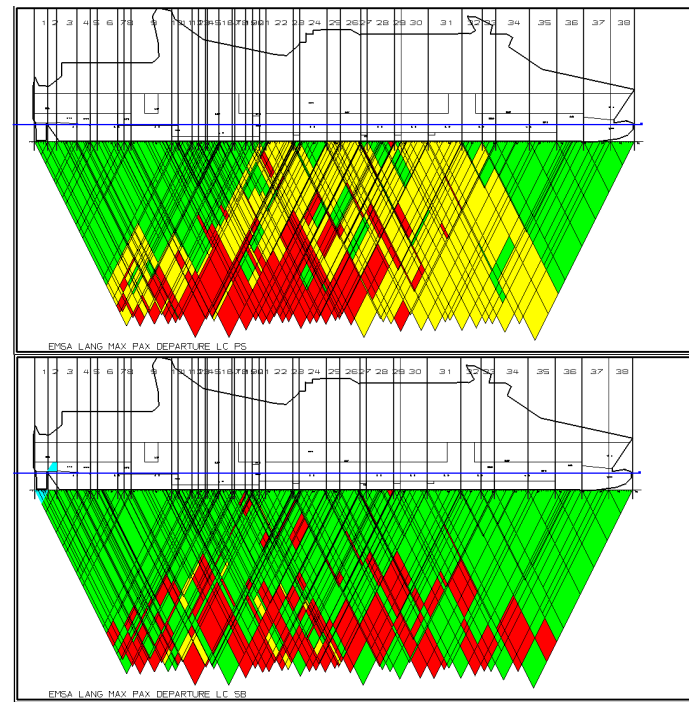 1 2 3 4 5 6 7 8 9 22 23 24 25 26 27 28 29 30 31 32 33 34 35 36 37 38
EMSA LANG MAX PAX DEPARTURE LC PS
1 2 3 4 5 6 7 8 9 22 23 24 25 26 27 28 29 30 31 32 33 34 35 36 37 38
EMSA LANG MAX PAX DEPARTURE LC SB